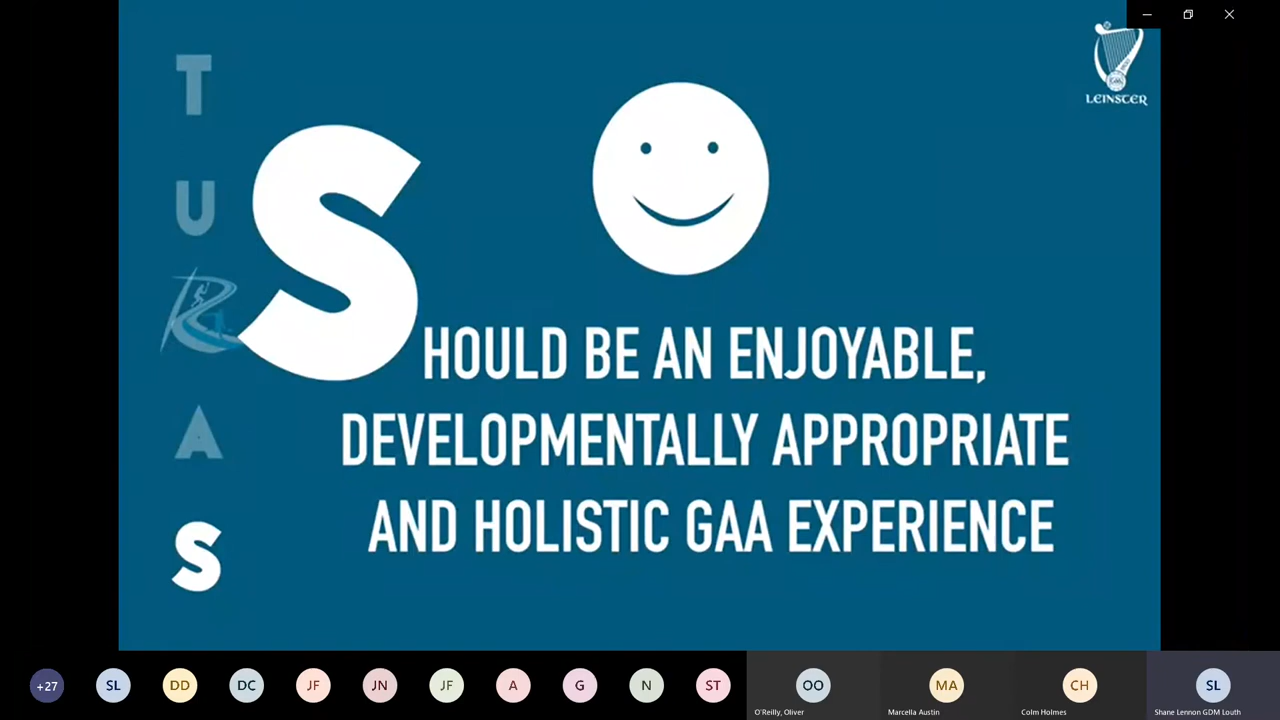 T
U
R
A
S
SHOULD BE AN ENJOYABLE,
DEVELOPMENTALLY APPROPRIATE
AND HOLISTIC GAA EXPERIENCE
LEINSTER
+27
SL
DD
DC
JF
JN
JF
A
G
N
ST
OO
O'Reilly, Oliver
MA
Marcella Austin
CH
Colm Holmes
SL
Shane Lennon GDM Louth